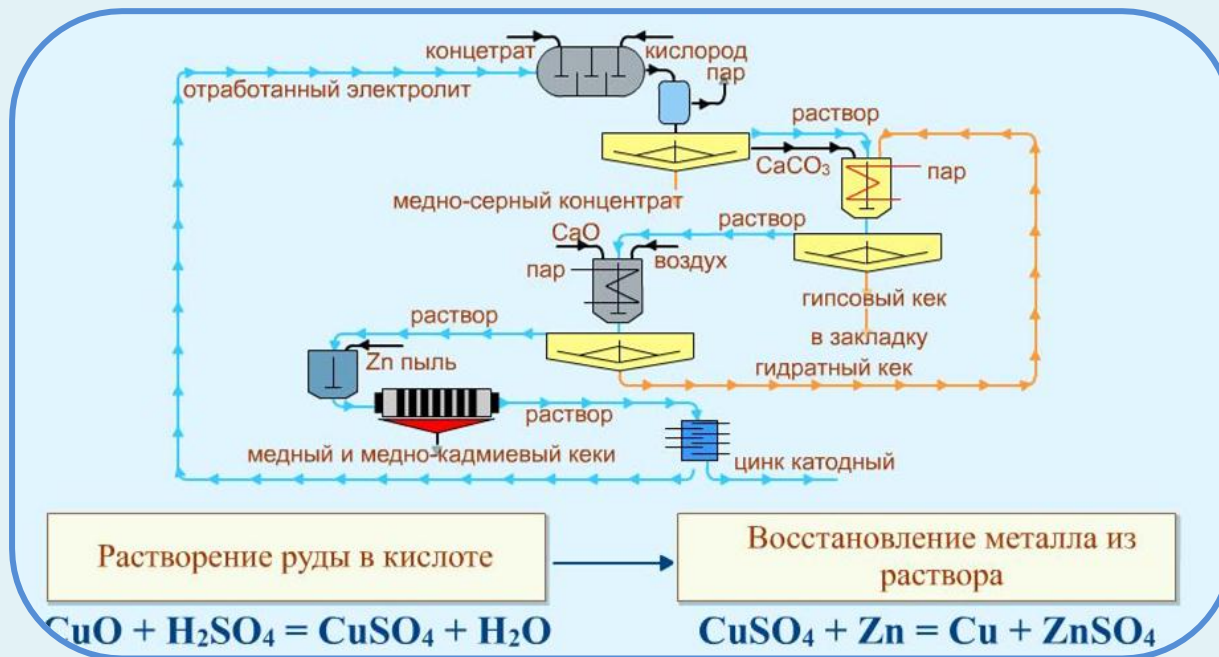 концетрат
кислород
пар
отработанный электролит
раствор
CaCO₃
пар
медно-серный концентрат
раствор
CaO
воздух
пар
гипсовый кек
раствор
в закладку
Zn пыль
гидратный кек
раствор
медный и медно-кадмиевый кеки
цинк катодный
Растворение руды в кислоте
Восстановление металла из
раствора
CuO + H₂SO₄ = CuSO₄ + H₂O
CuSO₄ + Zn = Cu + ZnSO₄